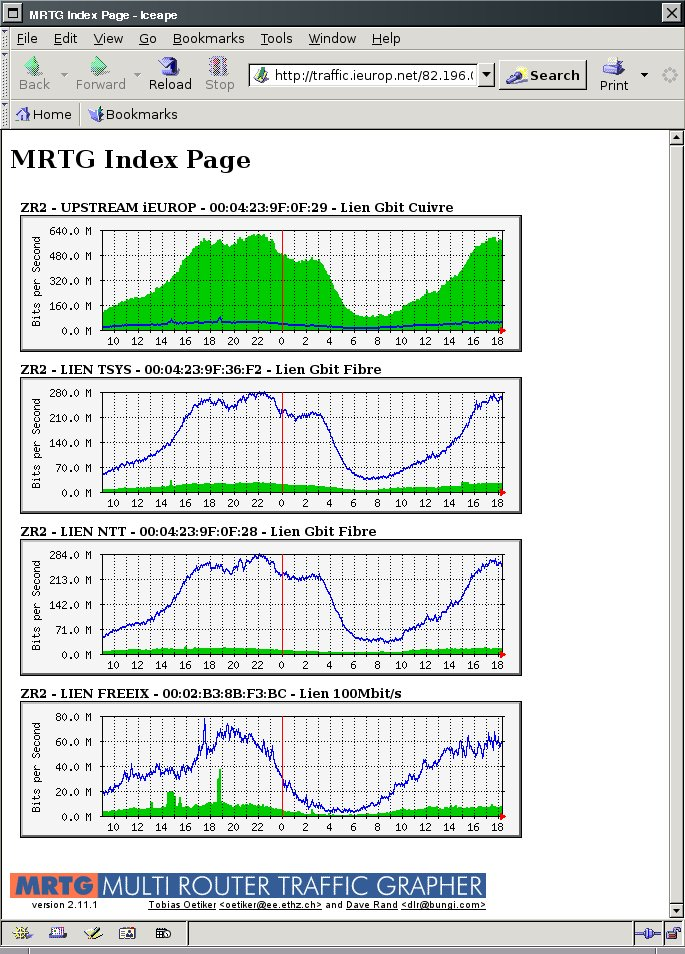 MRTG Index Page - Iceape
File Edit View Go Bookmarks Tools Window Help
Back Forward Reload Stop http://traffic.ieurop.net/82.196.0 Search Print
Home Bookmarks
MRTG Index Page
ZR2 - UPSTREAM iEUROP - 00:04:23:9F:0F:29 - Lien Gbit Cuivre
Bits per Second
640.0 M
480.0 M
320.0 M
160.0 M
0.0 M
10 12 14 16 18 20 22 0 2 4 6 8 10 12 14 16 18
ZR2 - LIEN TSYS - 00:04:23:9F:36:F2 - Lien Gbit Fibre
Bits per Second
280.0 M
210.0 M
140.0 M
70.0 M
0.0 M
10 12 14 16 18 20 22 0 2 4 6 8 10 12 14 16 18
ZR2 - LIEN NTT - 00:04:23:9F:0F:28 - Lien Gbit Fibre
Bits per Second
284.0 M
213.0 M
142.0 M
71.0 M
0.0 M
10 12 14 16 18 20 22 0 2 4 6 8 10 12 14 16 18
ZR2 - LIEN FREEIX - 00:02:B3:8B:F3:BC - Lien 100Mbit/s
Bits per Second
80.0 M
60.0 M
40.0 M
20.0 M
0.0 M
10 12 14 16 18 20 22 0 2 4 6 8 10 12 14 16 18
MRTG MULTI ROUTER TRAFFIC GRAPHER
version 2.11.1 Tobias Oetiker <oetiker@ee.ethz.ch> and Dave Rand <dlr@bungi.com>